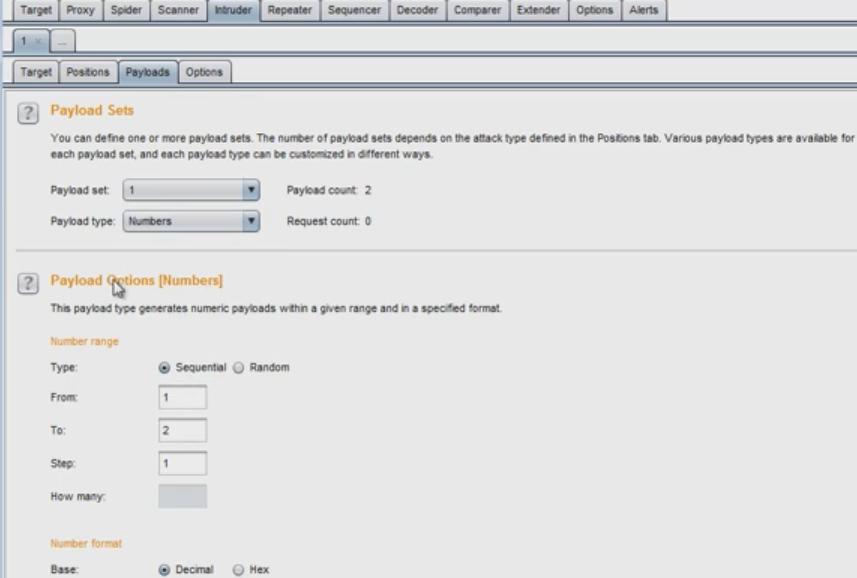 Target Proxy Spider Scanner Intruder Repeater Sequencer Decoder Comparer Extender Options Alerts
1 × ...
Target Positions Payloads Options
? Payload Sets
You can define one or more payload sets. The number of payload sets depends on the attack type defined in the Positions tab. Various payload types are available for
each payload set, and each payload type can be customized in different ways.
Payload set: 1 Payload count: 2
Payload type: Numbers Request count: 0
? Payload Options [Numbers]
This payload type generates numeric payloads within a given range and in a specified format.
Number range
Type: Sequential Random
From: 1
To: 2
Step: 1
How many:
Number format
Base: Decimal Hex